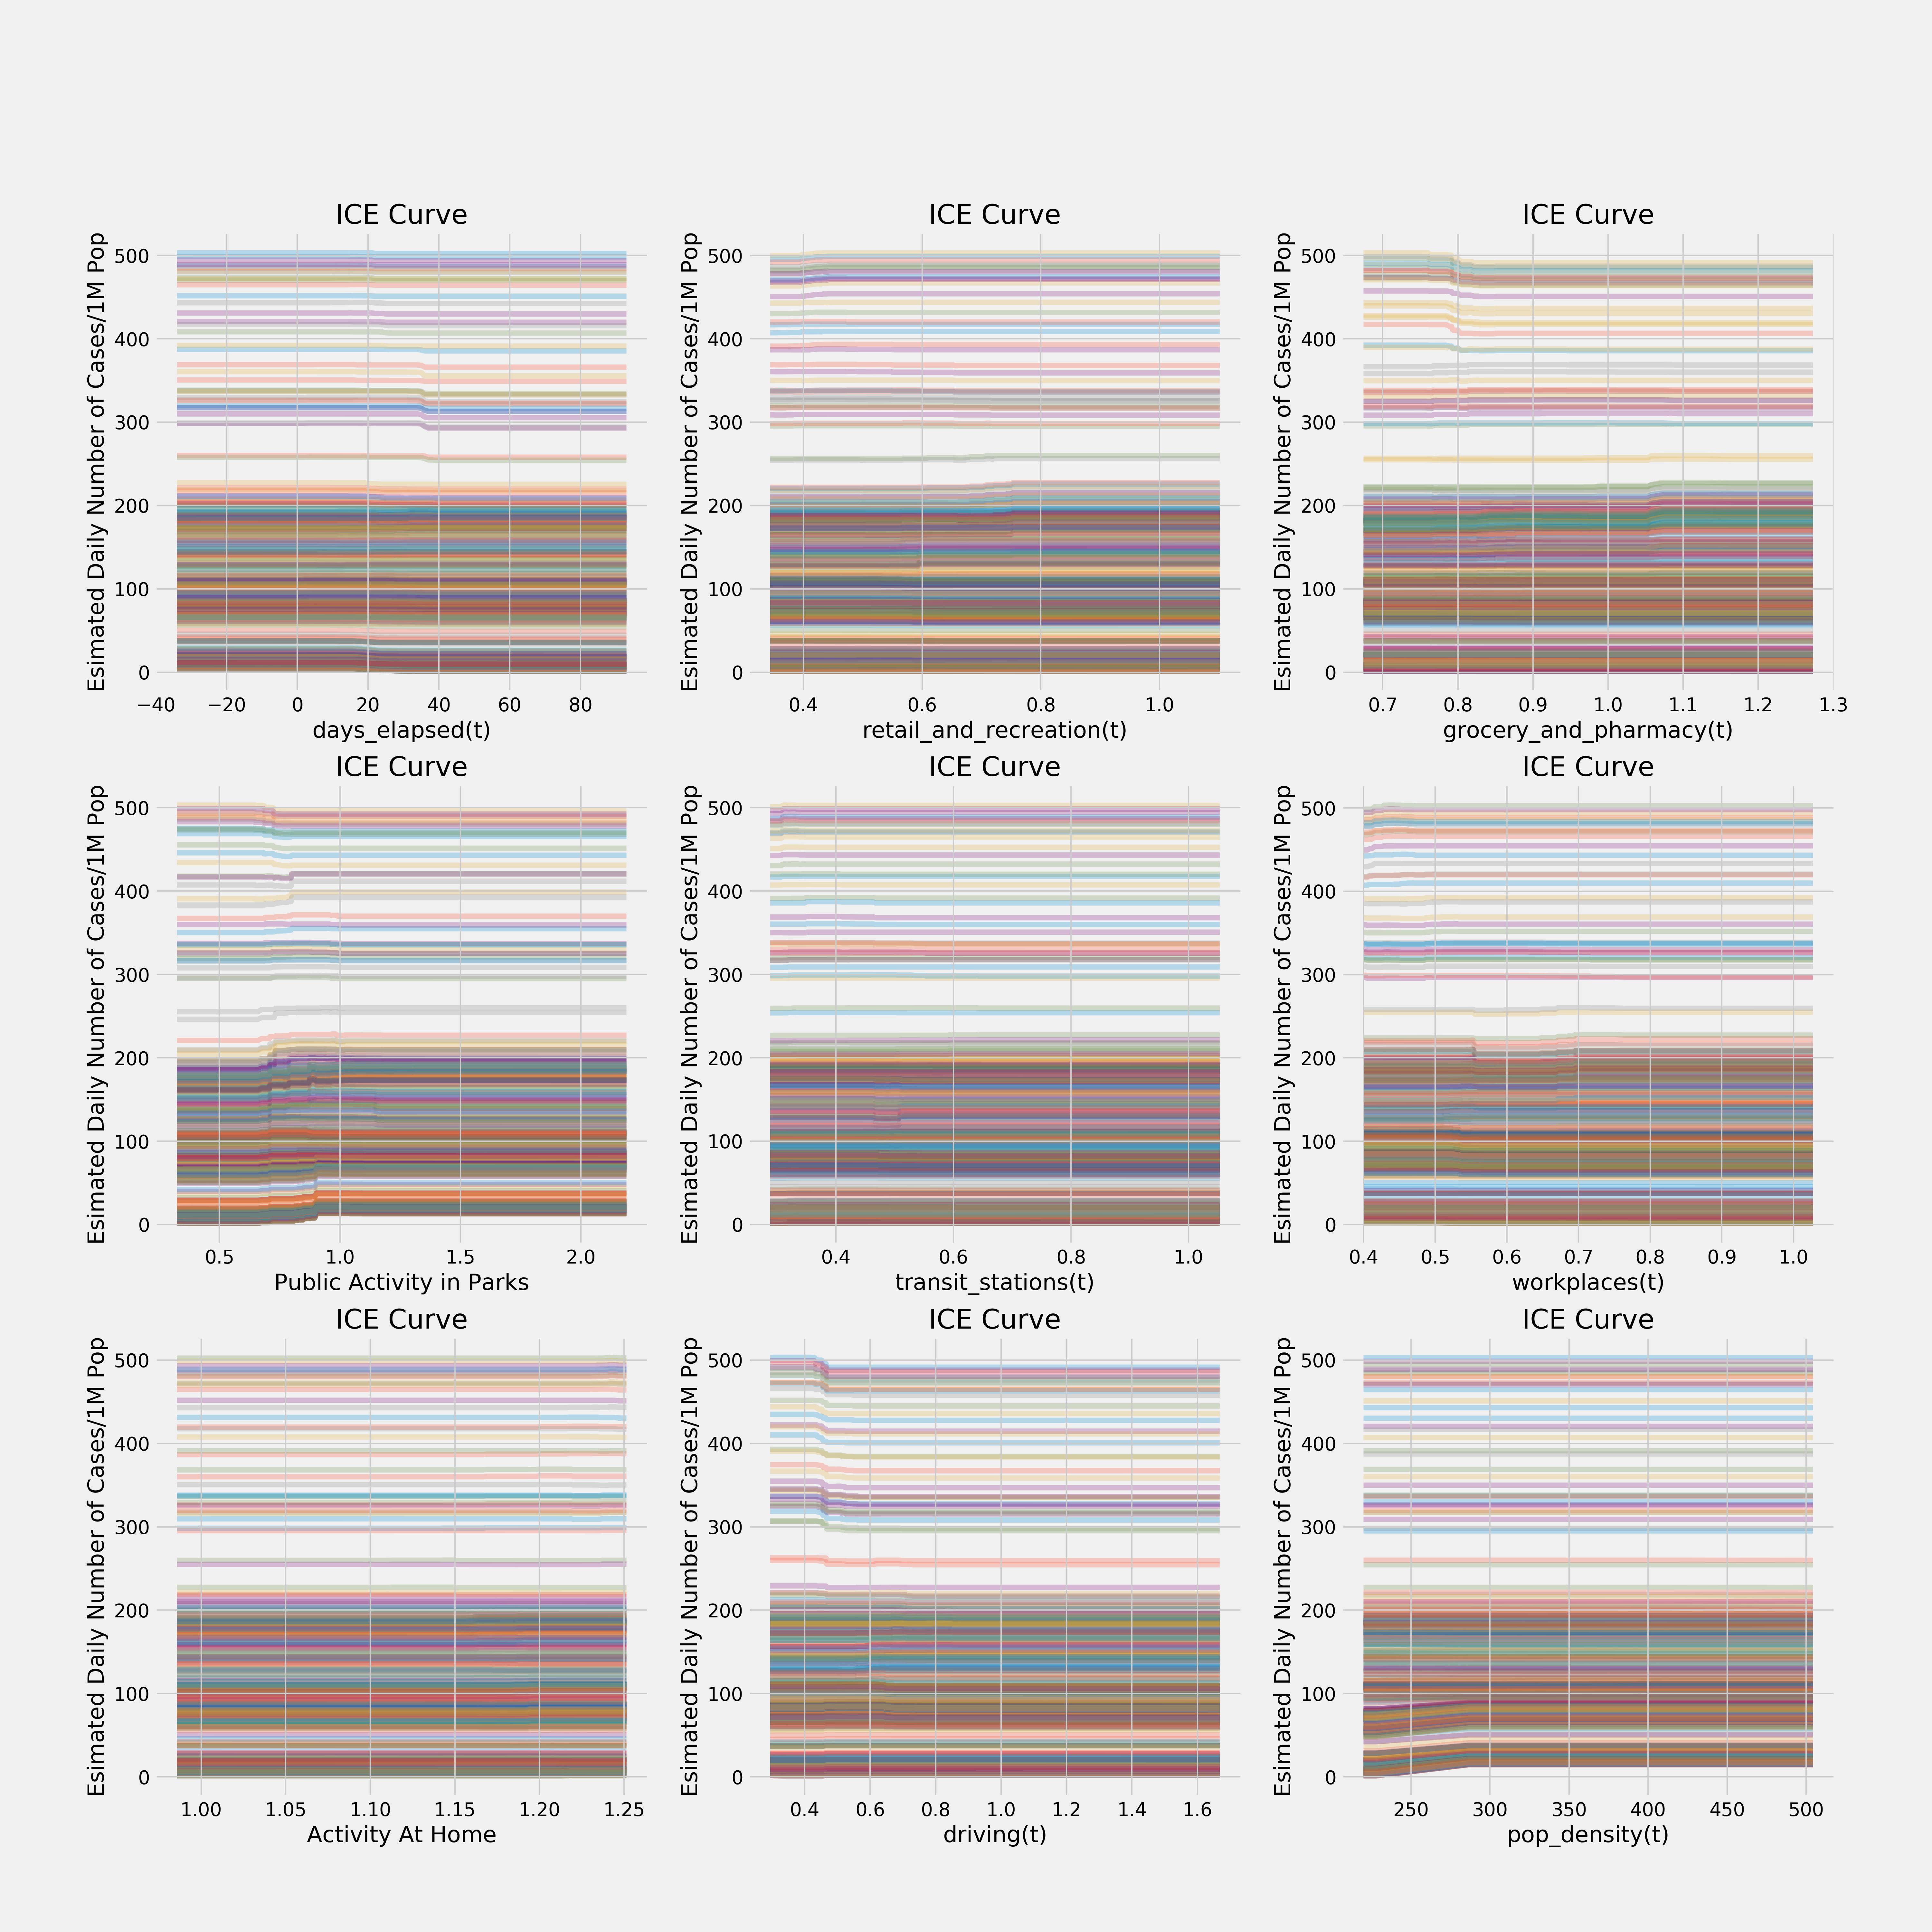 ICE Curve
ICE Curve
ICE Curve
Esimated Daily Number of Cases/1M Pop
500
400
300
200
100
0
−40 −20 0 20 40 60 80
days_elapsed(t)
Esimated Daily Number of Cases/1M Pop
500
400
300
200
100
0
0.4 0.6 0.8 1.0
retail_and_recreation(t)
Esimated Daily Number of Cases/1M Pop
500
400
300
200
100
0
0.7 0.8 0.9 1.0 1.1 1.2 1.3
grocery_and_pharmacy(t)
ICE Curve
ICE Curve
ICE Curve
Esimated Daily Number of Cases/1M Pop
500
400
300
200
100
0
0.5 1.0 1.5 2.0
Public Activity in Parks
Esimated Daily Number of Cases/1M Pop
500
400
300
200
100
0
0.4 0.6 0.8 1.0
transit_stations(t)
Esimated Daily Number of Cases/1M Pop
500
400
300
200
100
0
0.4 0.5 0.6 0.7 0.8 0.9 1.0
workplaces(t)
ICE Curve
ICE Curve
ICE Curve
Esimated Daily Number of Cases/1M Pop
500
400
300
200
100
0
1.00 1.05 1.10 1.15 1.20 1.25
Activity At Home
Esimated Daily Number of Cases/1M Pop
500
400
300
200
100
0
0.4 0.6 0.8 1.0 1.2 1.4 1.6
driving(t)
Esimated Daily Number of Cases/1M Pop
500
400
300
200
100
0
250 300 350 400 450 500
pop_density(t)